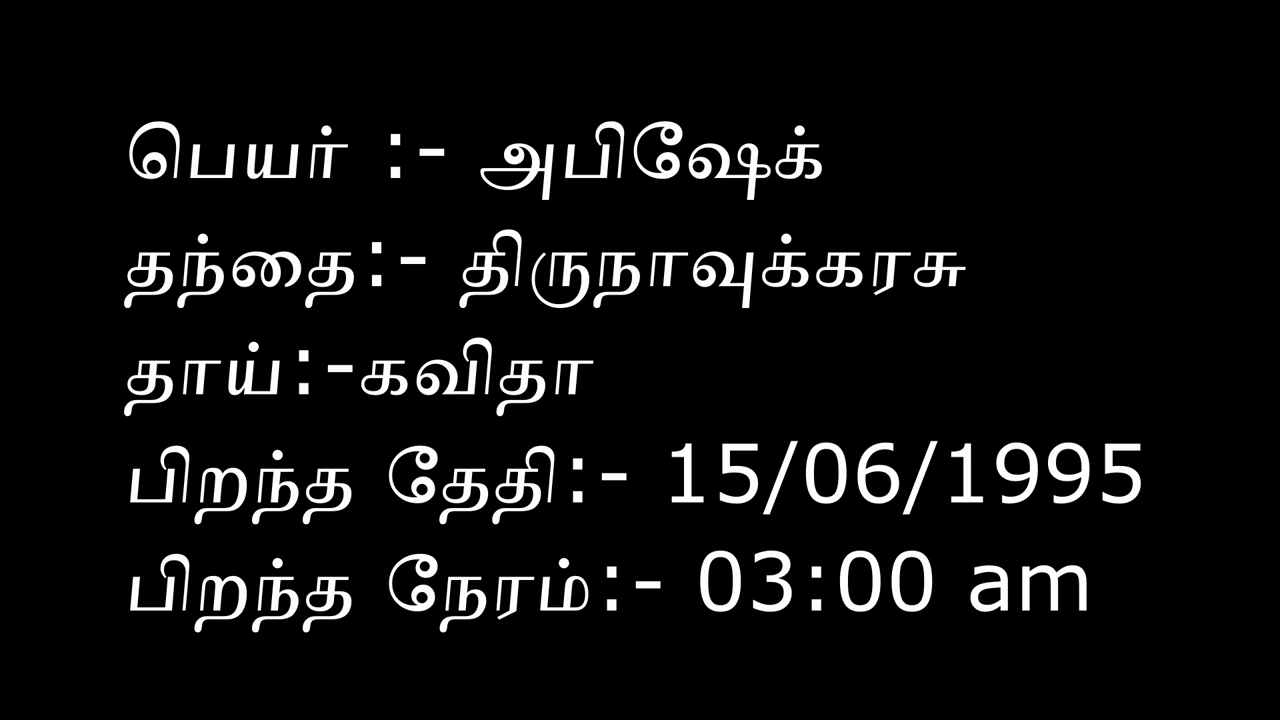 பெயர் :- அபிஷேக்
தந்தை:- திருநாவுக்கரசு
தாய்:-கவிதா
பிறந்த தேதி:- 15/06/1995
பிறந்த நேரம்:- 03:00 am